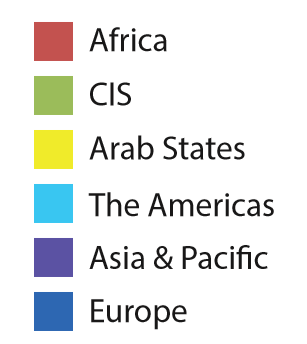 Africa
CIS
Arab States
The Americas
Asia & Pacific
Europe